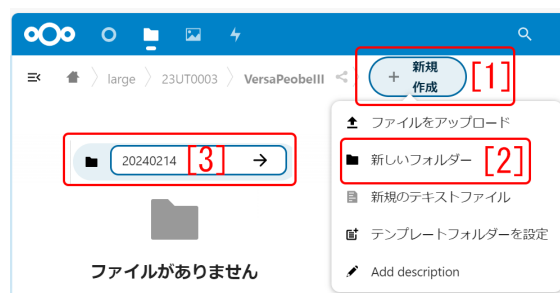 large
23UT0003
VersaPeobeIII
新規
作成
[1]
ファイルをアップロード
新しいフォルダー
[2]
20240214
[3]
新規のテキストファイル
テンプレートフォルダーを設定
Add description
ファイルがありません